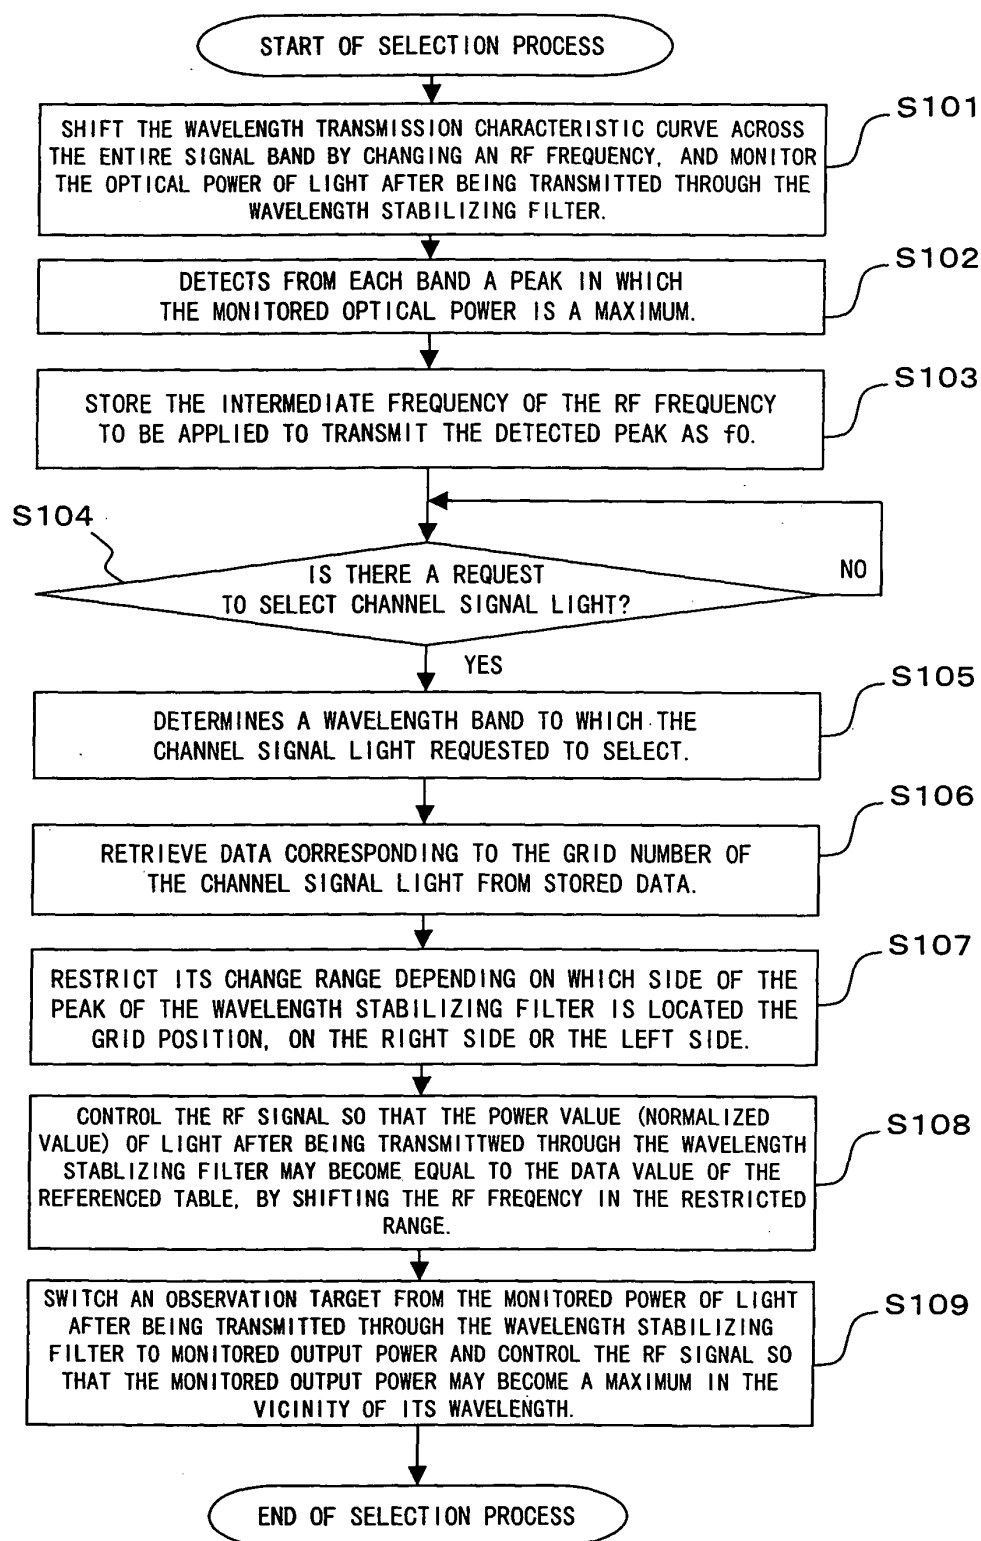 START OF SELECTION PROCESS
S101
SHIFT THE WAVELENGTH TRANSMISSION CHARACTERISTIC CURVE ACROSS
THE ENTIRE SIGNAL BAND BY CHANGING AN RF FREQUENCY, AND MONITOR
THE OPTICAL POWER OF LIGHT AFTER BEING TRANSMITTED THROUGH THE
WAVELENGTH STABILIZING FILTER.
S102
DETECTS FROM EACH BAND A PEAK IN WHICH
THE MONITORED OPTICAL POWER IS A MAXIMUM.
S103
STORE THE INTERMEDIATE FREQUENCY OF THE RF FREQUENCY
TO BE APPLIED TO TRANSMIT THE DETECTED PEAK AS f0.
S104
IS THERE A REQUEST
TO SELECT CHANNEL SIGNAL LIGHT?
NO
YES
S105
DETERMINES A WAVELENGTH BAND TO WHICH THE
CHANNEL SIGNAL LIGHT REQUESTED TO SELECT.
S106
RETRIEVE DATA CORRESPONDING TO THE GRID NUMBER OF
THE CHANNEL SIGNAL LIGHT FROM STORED DATA.
S107
RESTRICT ITS CHANGE RANGE DEPENDING ON WHICH SIDE OF THE
PEAK OF THE WAVELENGTH STABILIZING FILTER IS LOCATED THE
GRID POSITION, ON THE RIGHT SIDE OR THE LEFT SIDE.
S108
CONTROL THE RF SIGNAL SO THAT THE POWER VALUE (NORMALIZED
VALUE) OF LIGHT AFTER BEING TRANSMITTWED THROUGH THE WAVELENGTH
STABLIZING FILTER MAY BECOME EQUAL TO THE DATA VALUE OF THE
REFERENCED TABLE, BY SHIFTING THE RF FREQENCY IN THE RESTRICTED
RANGE.
S109
SWITCH AN OBSERVATION TARGET FROM THE MONITORED POWER OF LIGHT
AFTER BEING TRANSMITTED THROUGH THE WAVELENGTH STABILIZING
FILTER TO MONITORED OUTPUT POWER AND CONTROL THE RF SIGNAL SO
THAT THE MONITORED OUTPUT POWER MAY BECOME A MAXIMUM IN THE
VICINITY OF ITS WAVELENGTH.
END OF SELECTION PROCESS